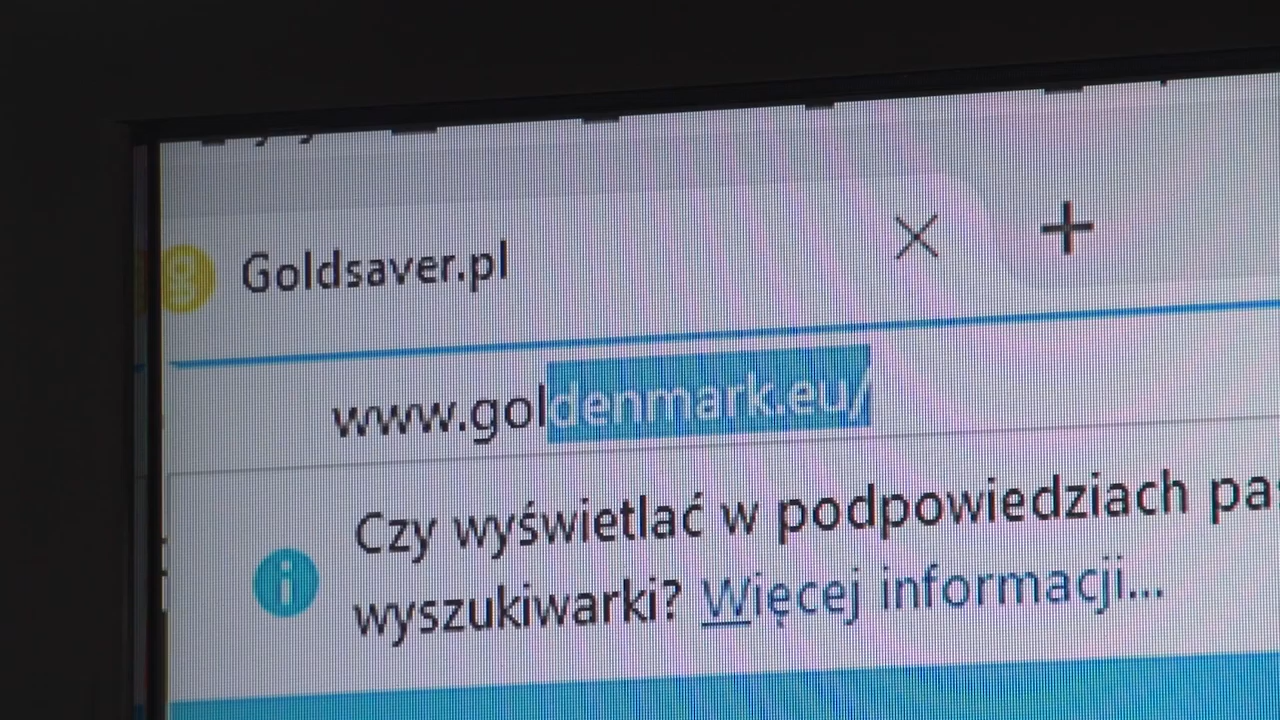 g Goldsaver.pl
www.goldenmark.eu/
Czy wyświetlać w podpowiedziach
wyszukiwarki? Więcej informacji...